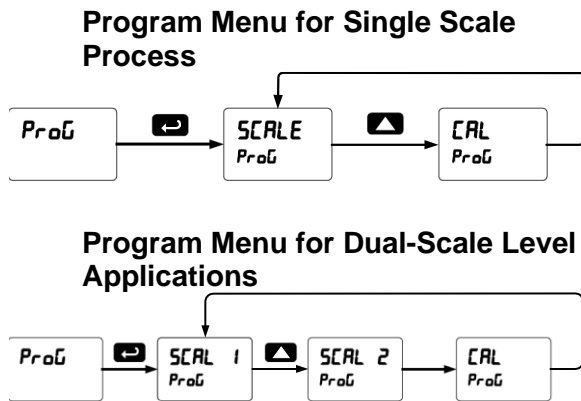 Program Menu for Single Scale
Process
ProG
SCALE
ProG
CAL
ProG
Program Menu for Dual-Scale Level
Applications
ProG
SCAL 1
ProG
SCAL 2
ProG
CAL
ProG